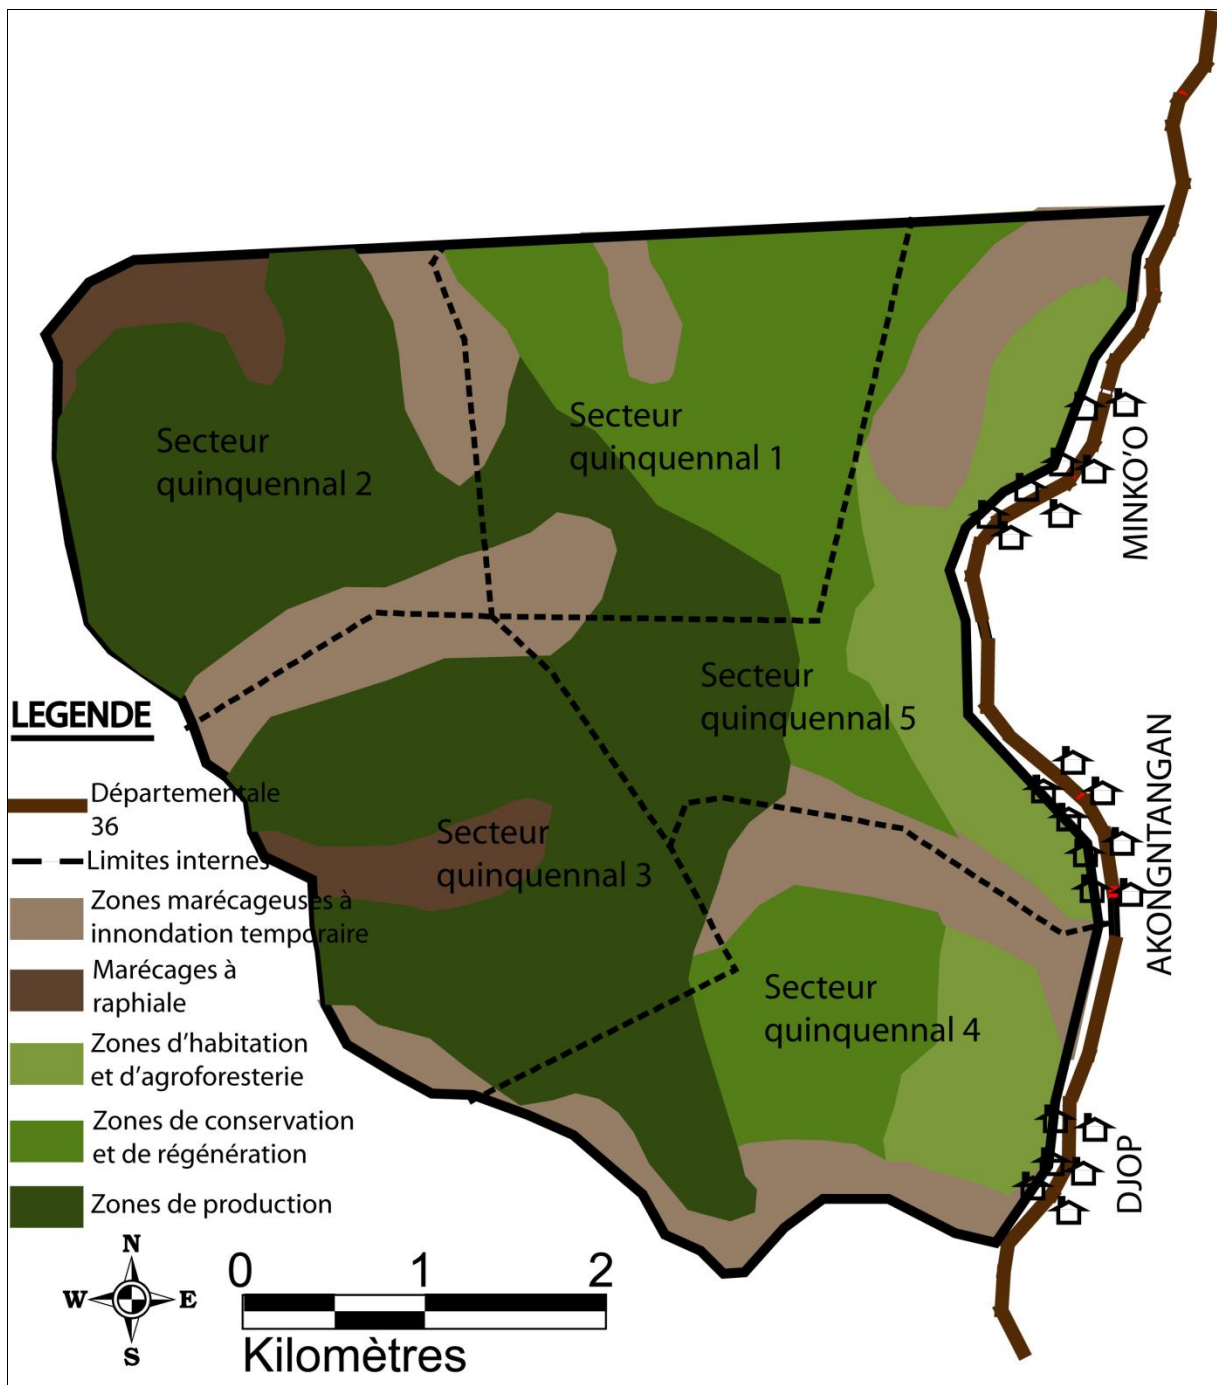 Secteur
quinquennal 1
Secteur
quinquennal 2
MINKO'O
Secteur
quinquennal 5
AKONGNTANGAN
Secteur
quinquennal 3
Secteur
quinquennal 4
DJOP
LEGENDE
Départementale
36
Limites internes
Zones marécageuses à
innondation temporaire
Marécages à
raphiale
Zones d'habitation
et d'agroforesterie
Zones de conservation
et de régénération
Zones de production
N
W E
S
0 1 2
Kilomètres